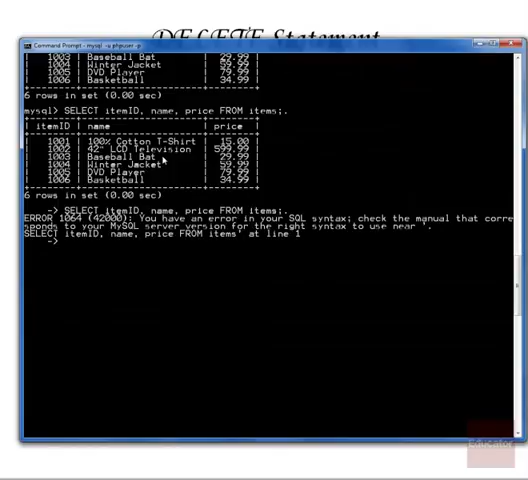 DELETE Statement
Command Prompt - mysql -u phpuser -p
| 1003 | Baseball Bat | 29.99 |
| 1004 | Winter Jacket | 59.99 |
| 1005 | DVD Player | 79.99 |
| 1006 | Basketball | 34.99 |
+--------+--------------------+--------+
6 rows in set (0.00 sec)
mysql> SELECT itemID, name, price FROM items;.
+--------+--------------------+--------+
| itemID | name | price |
+--------+--------------------+--------+
| 1001 | 100% Cotton T-Shirt | 15.00 |
| 1002 | 42" LCD Television | 599.99 |
| 1003 | Baseball Bat | 29.99 |
| 1004 | Winter Jacket | 59.99 |
| 1005 | DVD Player | 79.99 |
| 1006 | Basketball | 34.99 |
+--------+--------------------+--------+
6 rows in set (0.00 sec)
-> SELECT itemID, name, price FROM items;.
ERROR 1064 (42000): You have an error in your SQL syntax; check the manual that corre
sponds to your MySQL server version for the right syntax to use near '.
SELECT itemID, name, price FROM items' at line 1
->
Educator